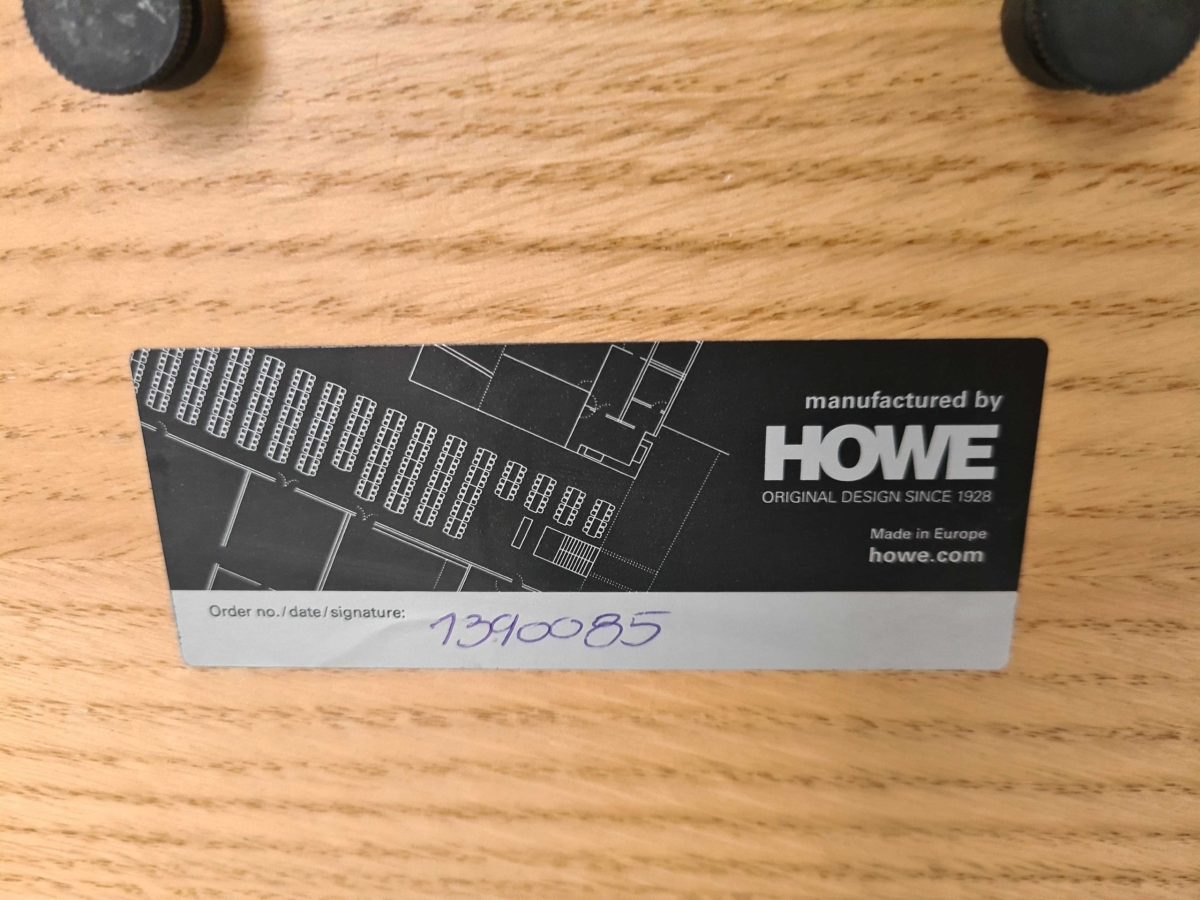 manufactured by
HOWE
ORIGINAL DESIGN SINCE 1928
Made in Europe
howe.com
Order no./date/signature: 1390085